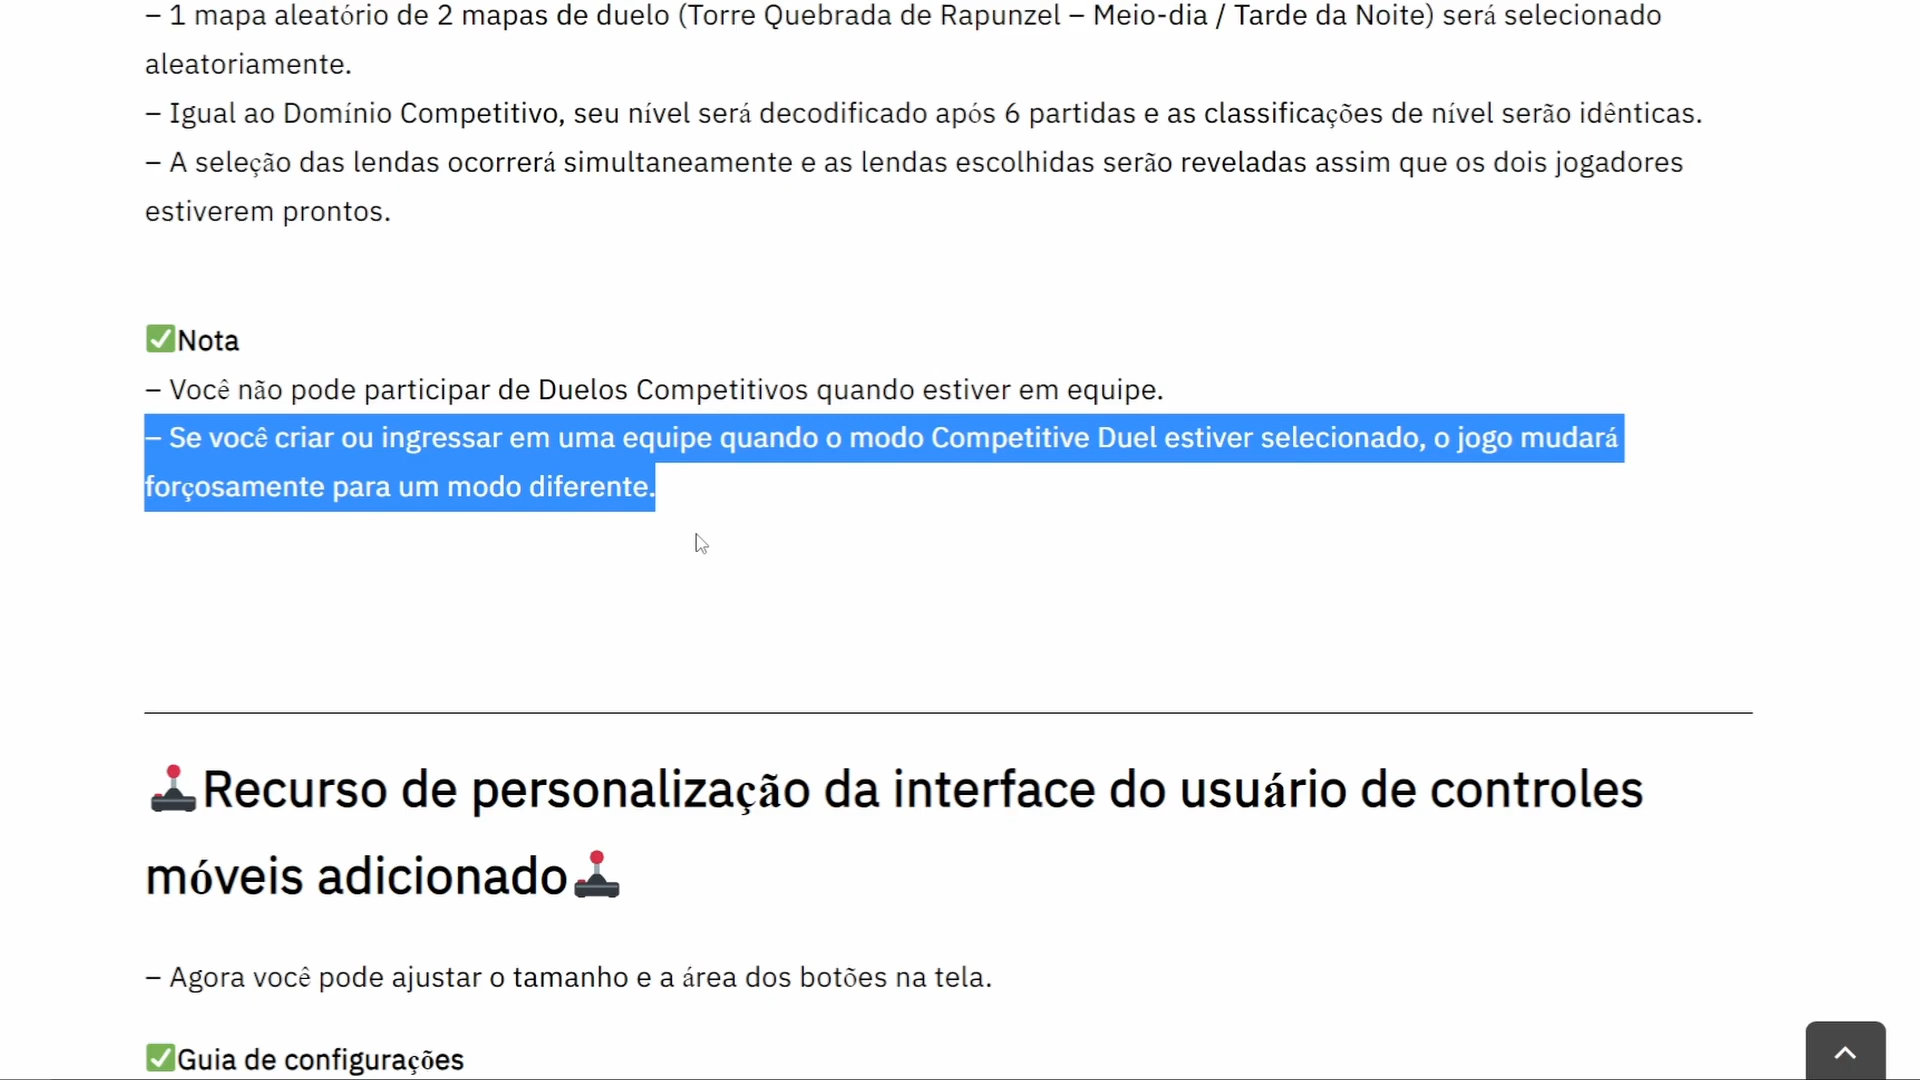 – 1 mapa aleatório de 2 mapas de duelo (Torre Quebrada de Rapunzel – Meio-dia / Tarde da Noite) será selecionado
aleatoriamente.
– Igual ao Domínio Competitivo, seu nível será decodificado após 6 partidas e as classificações de nível serão idênticas.
– A seleção das lendas ocorrerá simultaneamente e as lendas escolhidas serão reveladas assim que os dois jogadores
estiverem prontos.
✅Nota
– Você não pode participar de Duelos Competitivos quando estiver em equipe.
– Se você criar ou ingressar em uma equipe quando o modo Competitive Duel estiver selecionado, o jogo mudará
forçosamente para um modo diferente.
🕹️Recurso de personalização da interface do usuário de controles
móveis adicionado🕹️
– Agora você pode ajustar o tamanho e a área dos botões na tela.
✅Guia de configurações